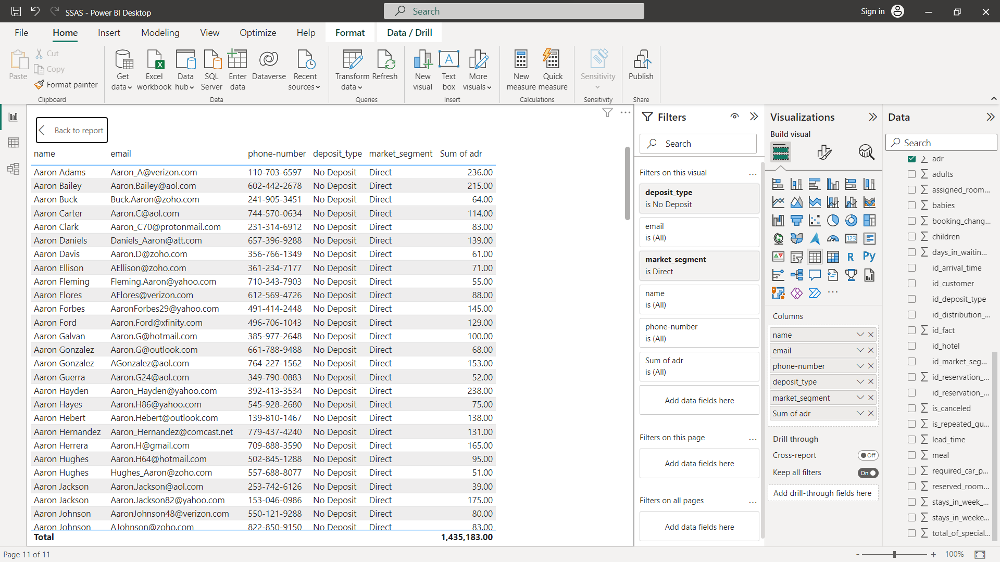 SSAS - Power BI Desktop
Search
Sign in
File Home Insert Modeling View Optimize Help Format Data / Drill
Paste
Cut
Copy
Format painter
Clipboard
Get data
Excel workbook
Data hub
SQL Server
Enter data
Dataverse
Recent sources
Data
Transform data
Refresh
Queries
New visual
Text box
More visuals
Insert
New measure
Quick measure
Calculations
Sensitivity
Sensitivity
Publish
Share
Back to report
name email phone-number deposit_type market_segment Sum of adr
Aaron Adams Aaron_A@verizon.com 110-703-6597 No Deposit Direct 236.00
Aaron Bailey Aaron.Bailey@aol.com 602-442-2678 No Deposit Direct 215.00
Aaron Buck Buck.Aaron@zoho.com 241-905-3451 No Deposit Direct 64.00
Aaron Carter Aaron.C@aol.com 744-570-0634 No Deposit Direct 114.00
Aaron Clark Aaron_C70@protonmail.com 231-314-6912 No Deposit Direct 83.00
Aaron Daniels Daniels_Aaron@att.com 657-396-9288 No Deposit Direct 139.00
Aaron Davis Aaron.D@zoho.com 356-766-1349 No Deposit Direct 61.00
Aaron Ellison AEllison@zoho.com 361-234-7177 No Deposit Direct 71.00
Aaron Fleming Fleming.Aaron@yahoo.com 710-343-7903 No Deposit Direct 55.00
Aaron Flores AFlores@verizon.com 612-569-4726 No Deposit Direct 88.00
Aaron Forbes AaronForbes29@yahoo.com 491-414-2448 No Deposit Direct 145.00
Aaron Ford Aaron.Ford@xfinity.com 496-706-1043 No Deposit Direct 129.00
Aaron Galvan Aaron.G@hotmail.com 385-977-2648 No Deposit Direct 100.00
Aaron Gonzalez Aaron.G@outlook.com 661-788-9488 No Deposit Direct 68.00
Aaron Gonzalez AGonzalez@aol.com 764-227-1562 No Deposit Direct 153.00
Aaron Guerra Aaron.G24@aol.com 349-790-0883 No Deposit Direct 52.00
Aaron Hayden Aaron_Hayden@yahoo.com 392-413-3534 No Deposit Direct 238.00
Aaron Hayes Aaron.H86@yahoo.com 545-928-2680 No Deposit Direct 75.00
Aaron Hebert Aaron.Hebert@outlook.com 139-810-1467 No Deposit Direct 138.00
Aaron Hernandez Aaron_Hernandez@comcast.net 779-437-4240 No Deposit Direct 131.00
Aaron Herrera Aaron.H@gmail.com 709-888-3590 No Deposit Direct 165.00
Aaron Hughes Aaron.H64@hotmail.com 502-845-1288 No Deposit Direct 95.00
Aaron Hughes Hughes_Aaron@zoho.com 557-688-8077 No Deposit Direct 51.00
Aaron Jackson Aaron.Jackson@aol.com 253-742-6126 No Deposit Direct 39.00
Aaron Jackson Aaron.Jackson82@yahoo.com 153-046-0986 No Deposit Direct 175.00
Aaron Johnson AaronJohnson48@verizon.com 550-121-9288 No Deposit Direct 80.00
Aaron Johnson AJohnson@zoho.com 822-850-9150 No Deposit Direct 83.00
Total 1,435,183.00
Filters
Search
Filters on this visual ...
deposit_type
is No Deposit
email
is (All)
market_segment
is Direct
name
is (All)
phone-number
is (All)
Sum of adr
is (All)
Add data fields here
Filters on this page ...
Add data fields here
Filters on all pages ...
Add data fields here
Visualizations
Build visual
123
R
Py
...
Columns
name
email
phone-number
deposit_type
market_segment
Sum of adr
Drill through
Cross-report Off
Keep all filters On
Add drill-through fields here
Data
Search
adr
adults
assigned_room...
babies
booking_chang...
children
days_in_waitin...
id_arrival_time
id_customer
id_deposit_type
id_distribution_...
id_fact
id_hotel
id_market_seg...
id_reservation_...
id_reservation_...
is_canceled
is_repeated_gu...
lead_time
meal
required_car_p...
reserved_room...
stays_in_week_...
stays_in_weeke...
total_of_special...
Page 11 of 11
- + 100%